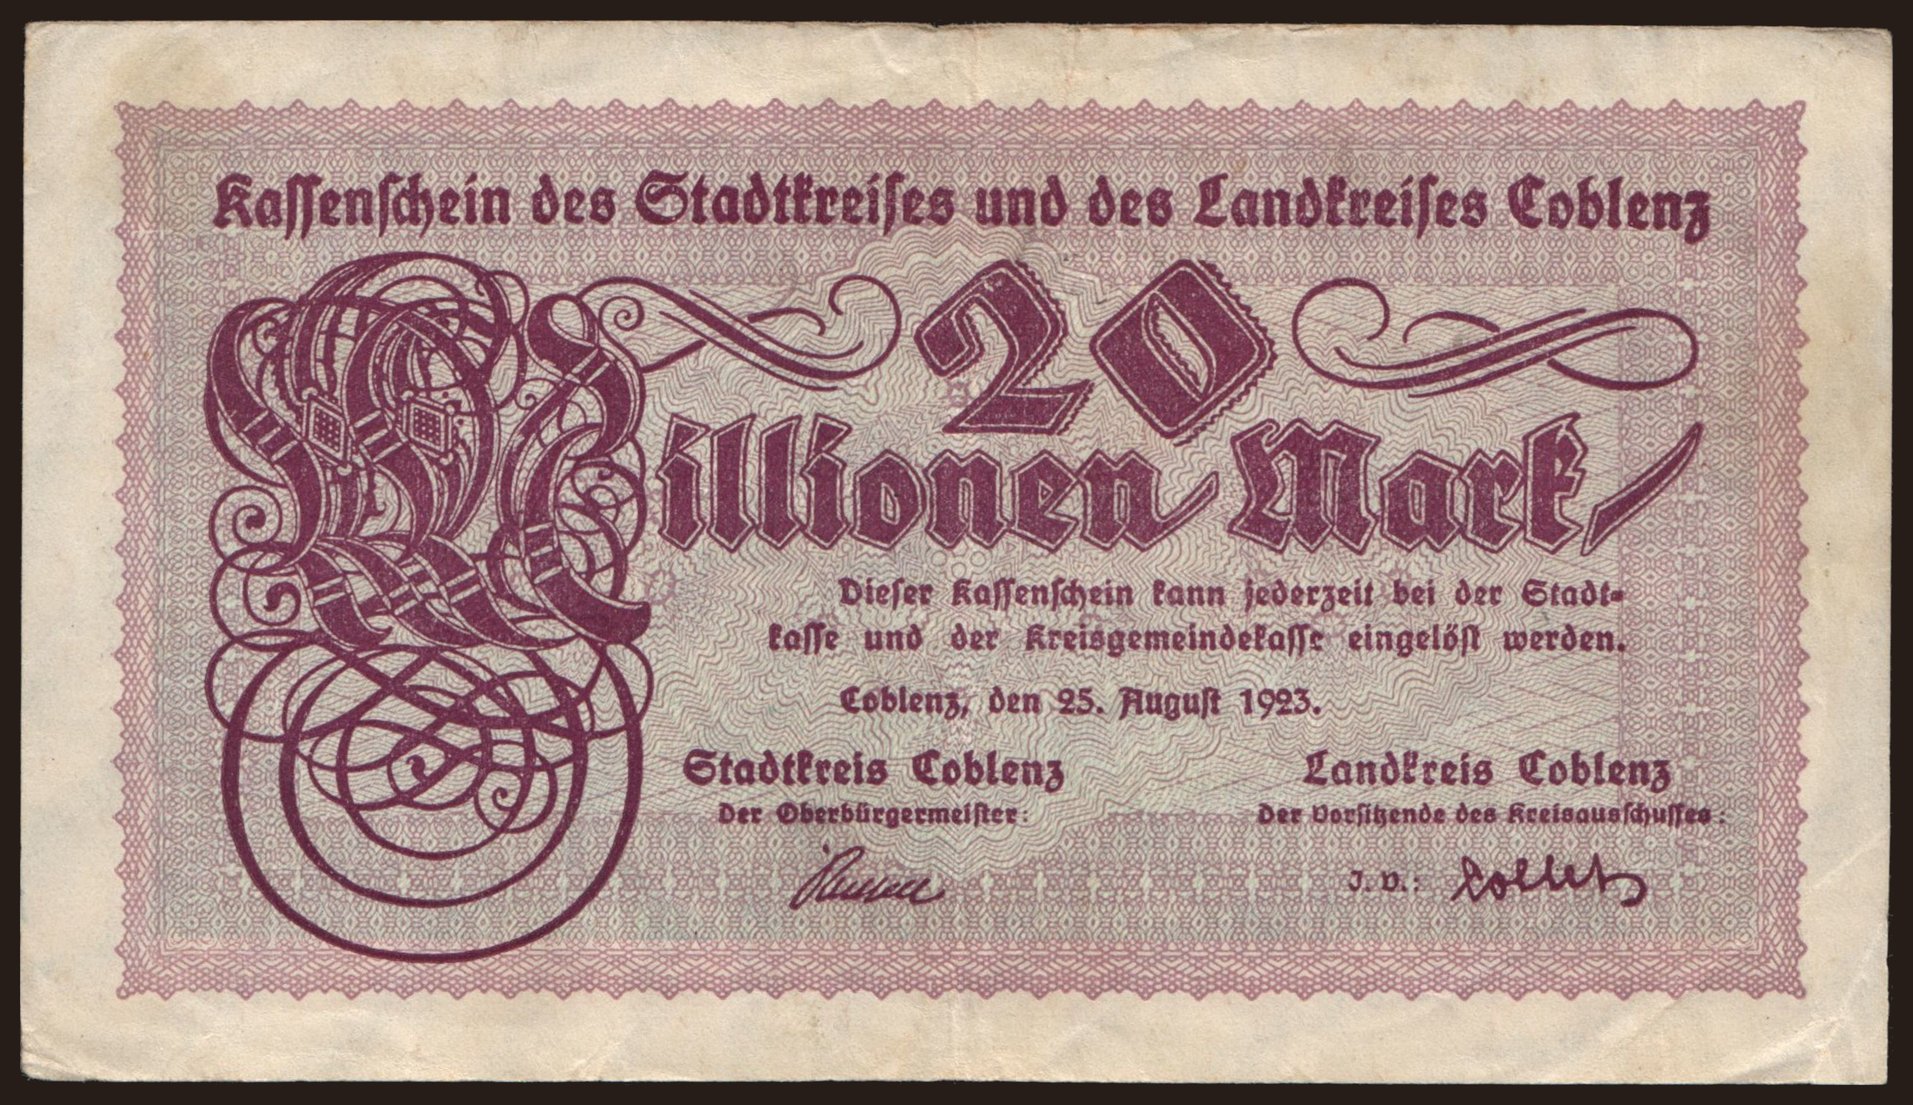 Kassenschein des Stadtkreises und des Landkreises Coblenz
20
Millionen Mark
Dieser Kassenschein kann jederzeit bei der Stadt-
kasse und der Kreisgemeindekasse eingelöst werden.
Coblenz, den 25. August 1923.
Stadtkreis Coblenz
Der Oberbürgermeister:
Landkreis Coblenz
Der Vorsitzende des Kreisausschusses:
J. V.: